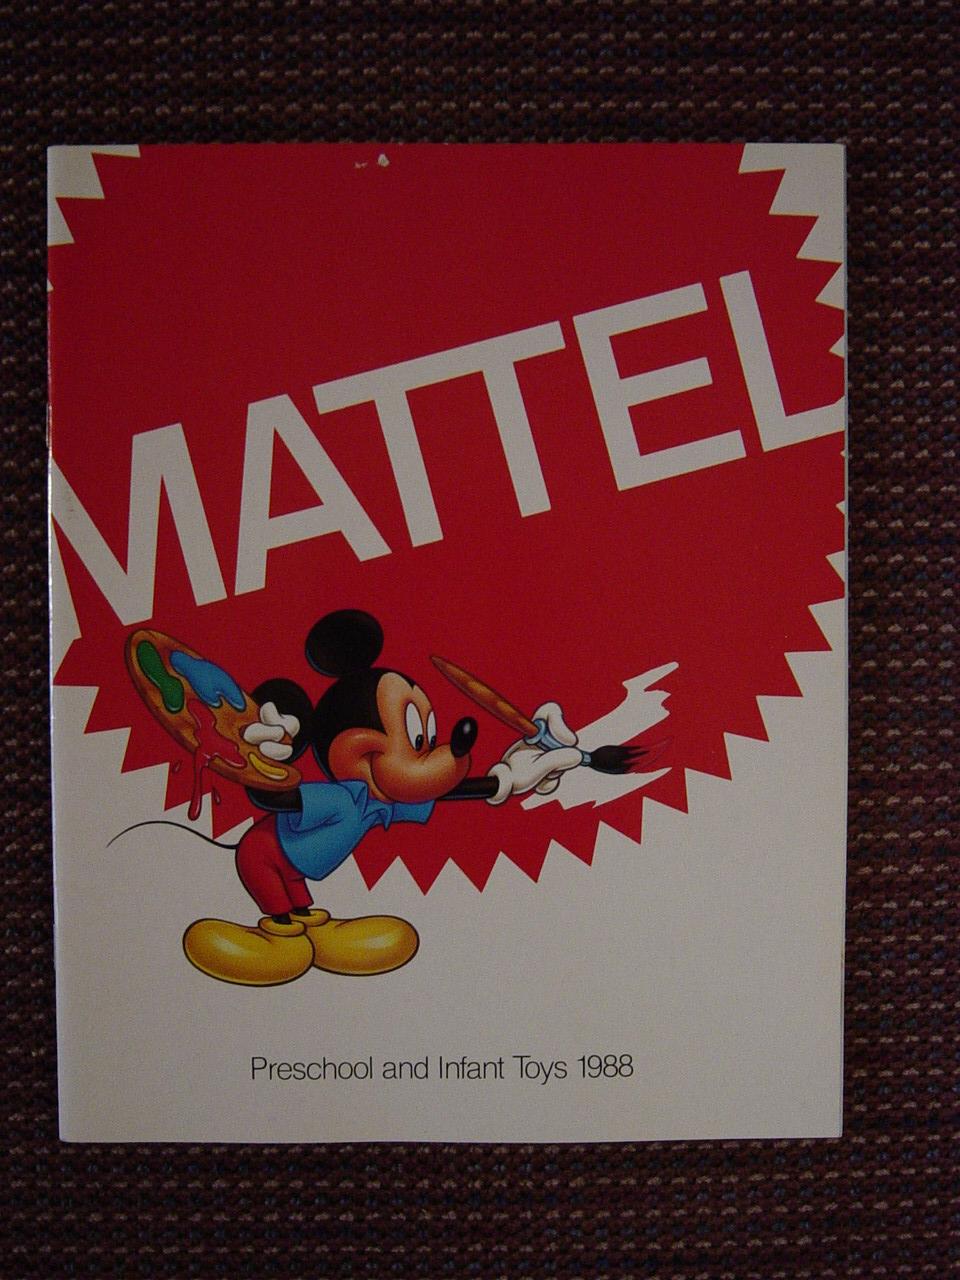 MATTEL
Preschool and Infant Toys 1988